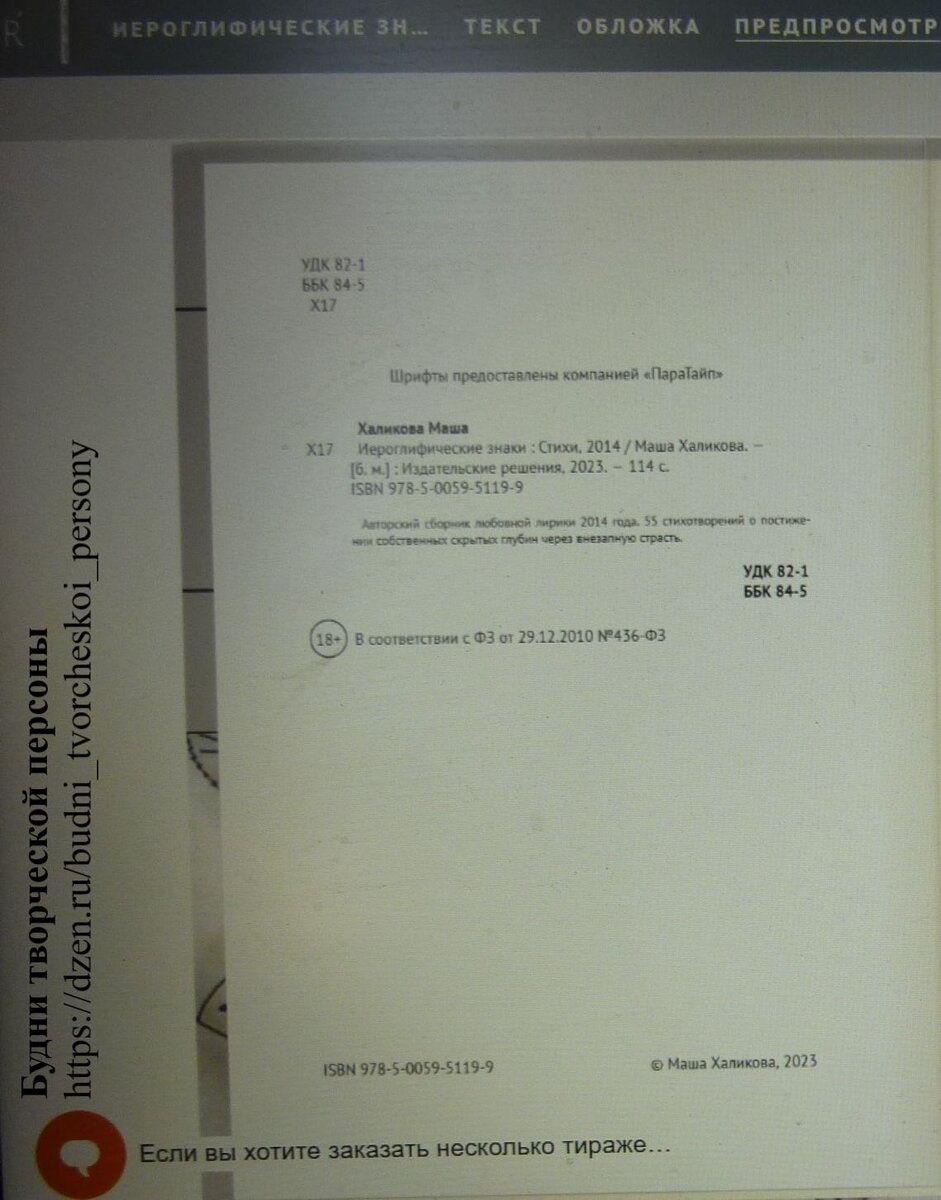 R
ИЕРОГЛИФИЧЕСКИЕ ЗН... ТЕКСТ ОБЛОЖКА ПРЕДПРОСМОТР
УДК 82-1
ББК 84-5
Х17
Шрифты предоставлены компанией «ПараТайп»
Халикова Маша
Х17 Иероглифические знаки : Стихи, 2014 / Маша Халикова. —
[б. м.] : Издательские решения, 2023. — 114 с.
ISBN 978-5-0059-5119-9
Авторский сборник любовной лирики 2014 года. 55 стихотворений о постиже-
нии собственных скрытых глубин через внезапную страсть.
УДК 82-1
ББК 84-5
18+ В соответствии с ФЗ от 29.12.2010 №436-ФЗ
ISBN 978-5-0059-5119-9 © Маша Халикова, 2023
Если вы хотите заказать несколько тираже...
Будни творческой персоны
https://dzen.ru/budni_tvorcheskoi_persony